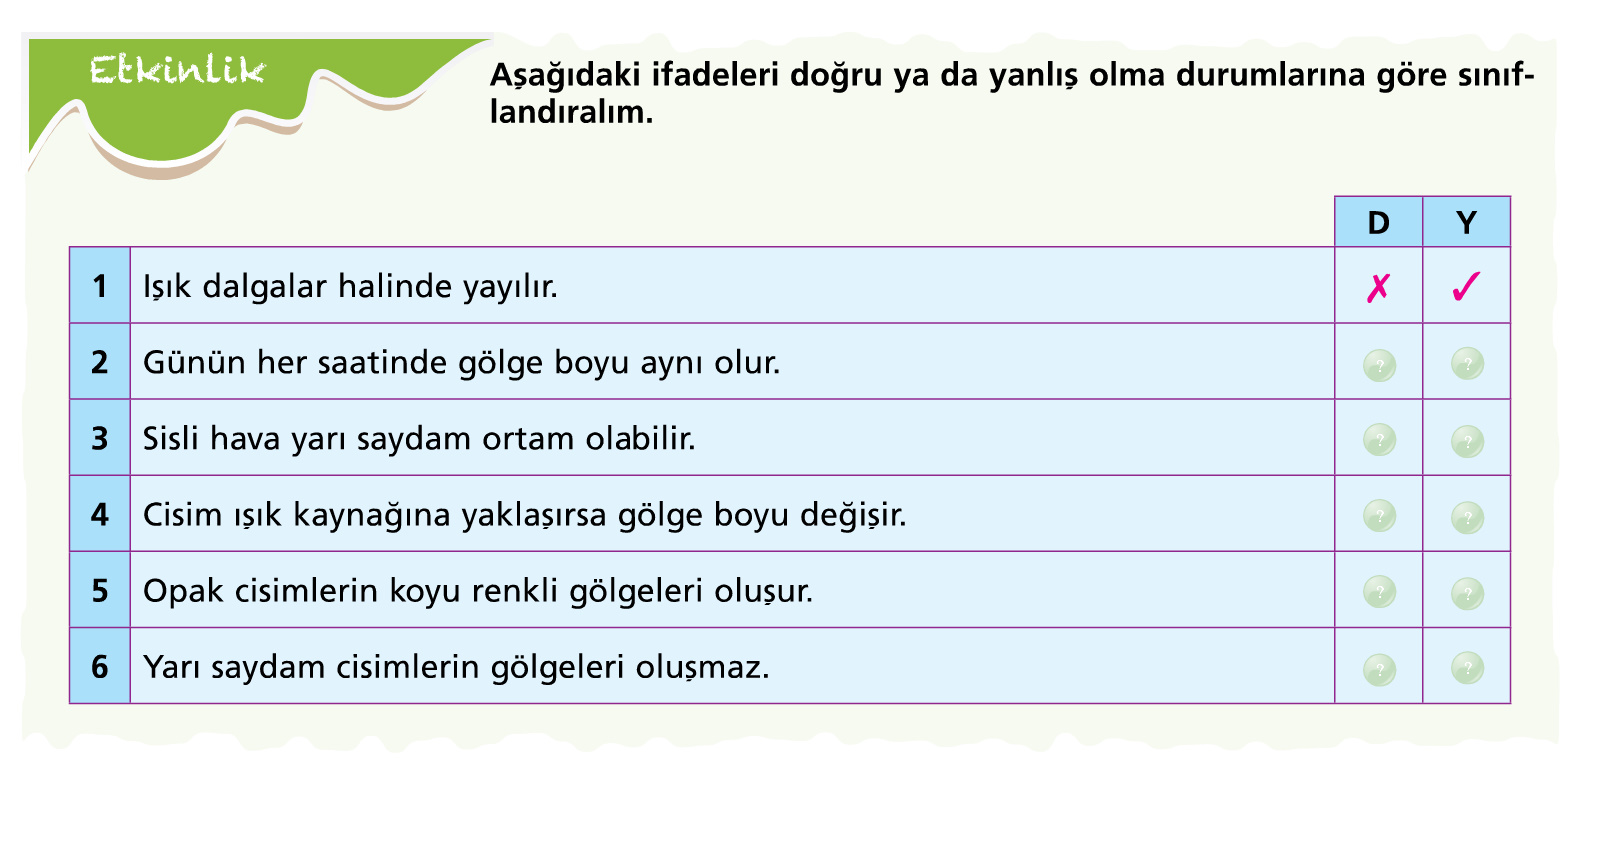 Etkinlik
Aşağıdaki ifadeleri doğru ya da yanlış olma durumlarına göre sınıf-
landıralım.
D Y
1 Işık dalgalar halinde yayılır. ✗ ✓
2 Günün her saatinde gölge boyu aynı olur. ? ?
3 Sisli hava yarı saydam ortam olabilir. ? ?
4 Cisim ışık kaynağına yaklaşırsa gölge boyu değişir. ? ?
5 Opak cisimlerin koyu renkli gölgeleri oluşur. ? ?
6 Yarı saydam cisimlerin gölgeleri oluşmaz. ? ?